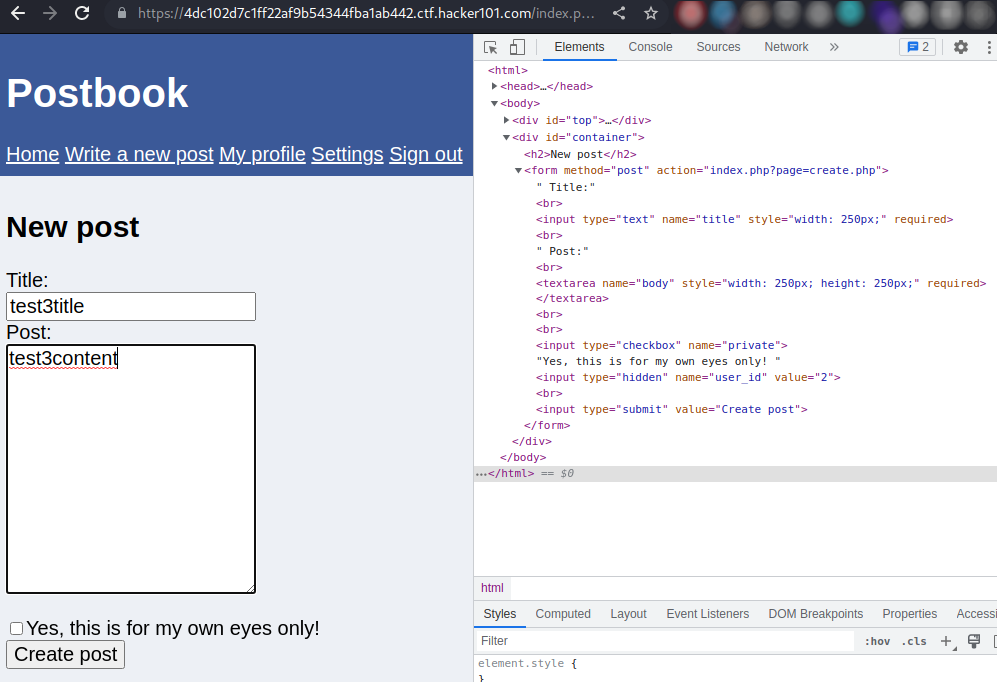 https://4dc102d7c1ff22af9b54344fba1ab442.ctf.hacker101.com/index.p...
Postbook
Home Write a new post My profile Settings Sign out
New post
Title:
test3title
Post:
test3content
Yes, this is for my own eyes only!
Create post
Elements Console Sources Network » 2
<html>
<head>…</head>
<body>
<div id="top">…</div>
<div id="container">
<h2>New post</h2>
<form method="post" action="index.php?page=create.php">
" Title:"
<br>
<input type="text" name="title" style="width: 250px;" required>
<br>
" Post:"
<br>
<textarea name="body" style="width: 250px; height: 250px;" required>
</textarea>
<br>
<br>
<input type="checkbox" name="private">
"Yes, this is for my own eyes only! "
<input type="hidden" name="user_id" value="2">
<br>
<input type="submit" value="Create post">
</form>
</div>
</body>
…</html> == $0
html
Styles Computed Layout Event Listeners DOM Breakpoints Properties Accessi
Filter :hov .cls +
element.style {
}